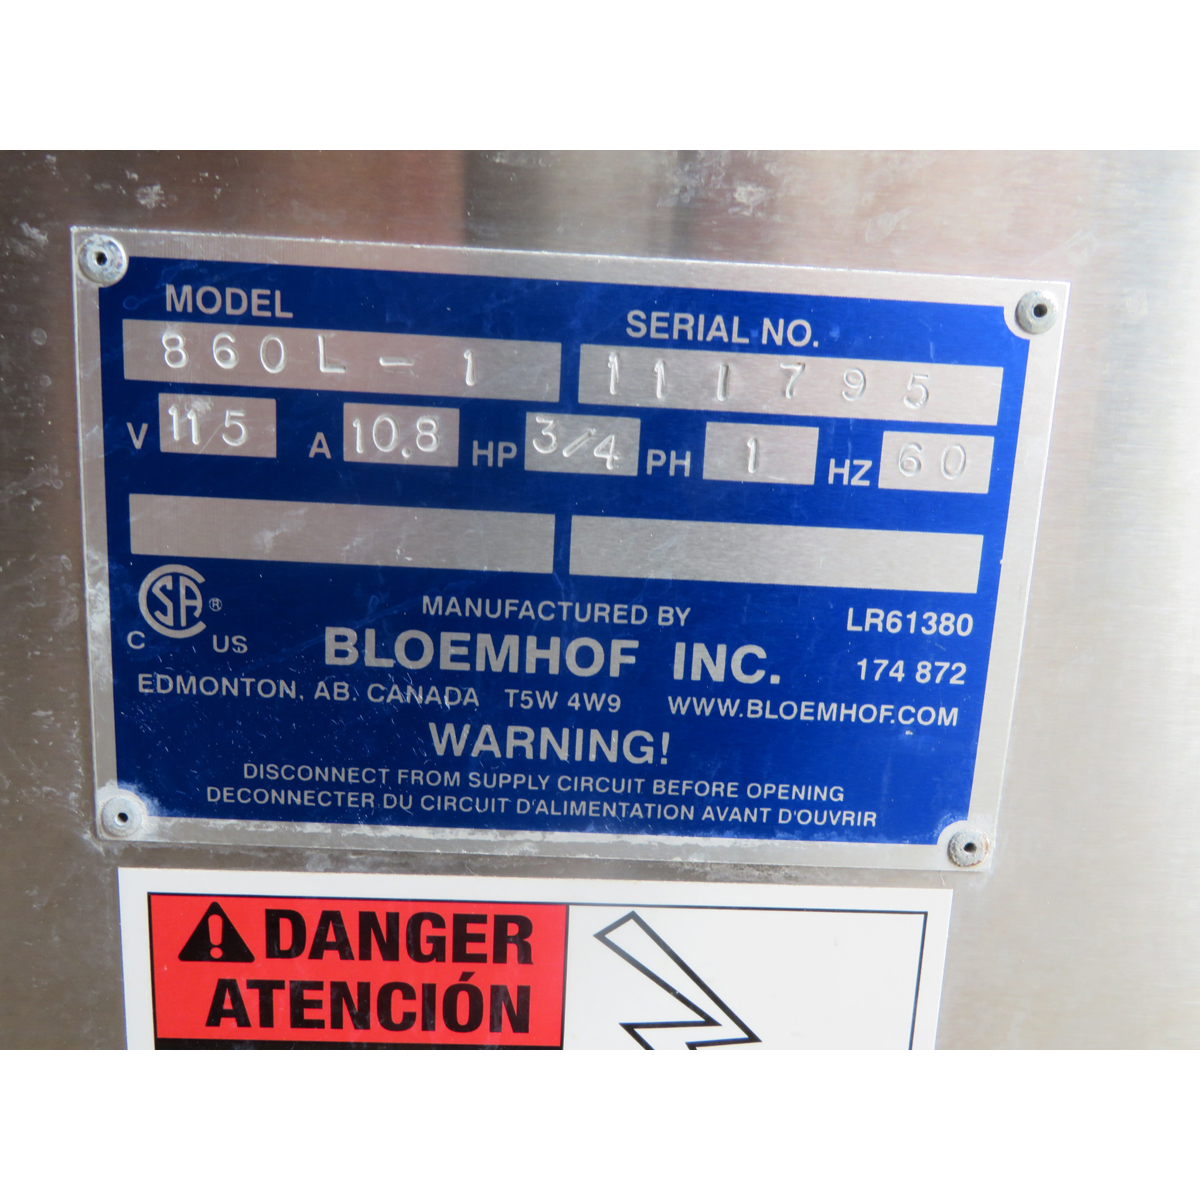 MODEL SERIAL NO.
860L-1 111795
V 115 A 10.8 HP 3/4 PH 1 HZ 60
SA ®
C US
MANUFACTURED BY LR61380
BLOEMHOF INC. 174 872
EDMONTON, AB. CANADA T5W 4W9 WWW.BLOEMHOF.COM
WARNING!
DISCONNECT FROM SUPPLY CIRCUIT BEFORE OPENING
DECONNECTER DU CIRCUIT D'ALIMENTATION AVANT D'OUVRIR
DANGER
ATENCIÓN